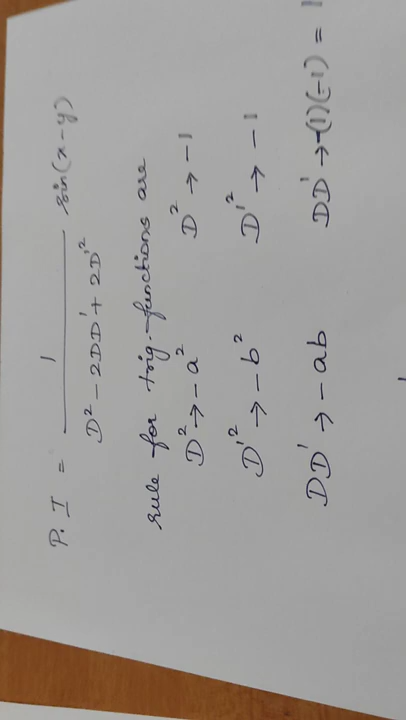 P.I = 1 / (D² - 2DD' + 2D'²) sin(x-y)
rule for trig. functions are
D² → -a² D² → -1
D'² → -b² D'² → -1
DD' → -ab DD' → -(1)(-1) = 1